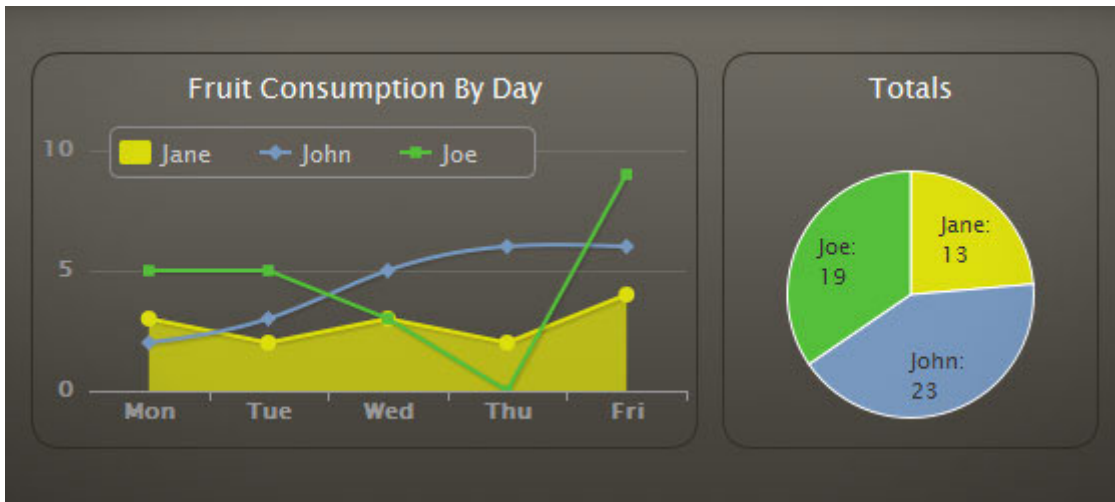 Fruit Consumption By Day
Jane John Joe
10
5
0
Mon Tue Wed Thu Fri
Totals
Jane:
13
Joe:
19
John:
23